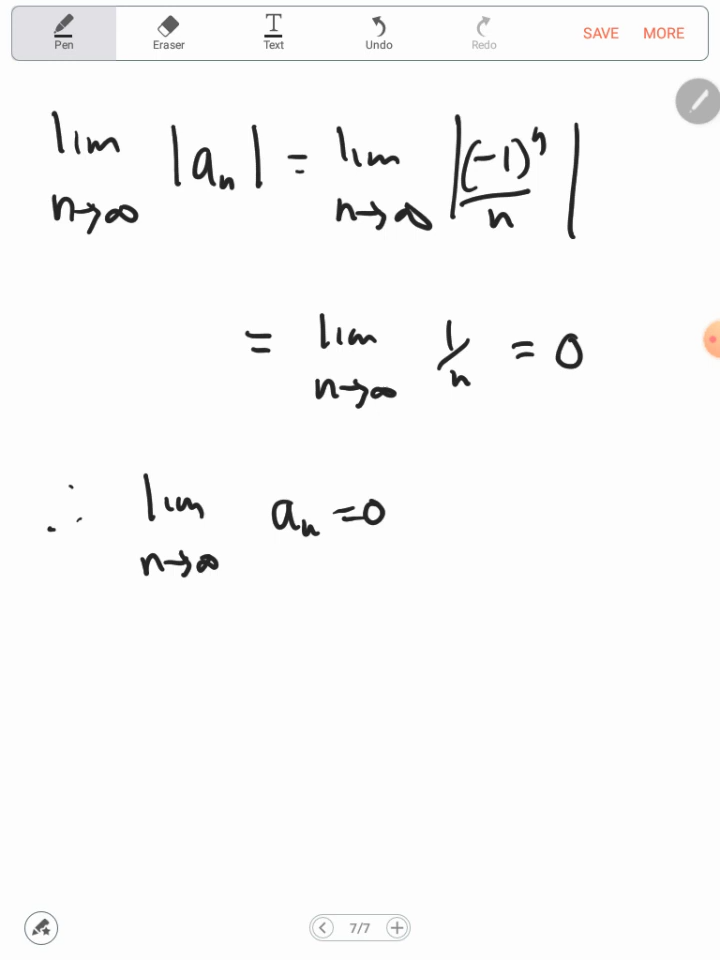 Pen Eraser Text Undo Redo SAVE MORE
lim n→∞ |aₙ| = lim n→∞ |(-1)ⁿ/n|
= lim n→∞ 1/n = 0
∴ lim n→∞ aₙ = 0
7/7